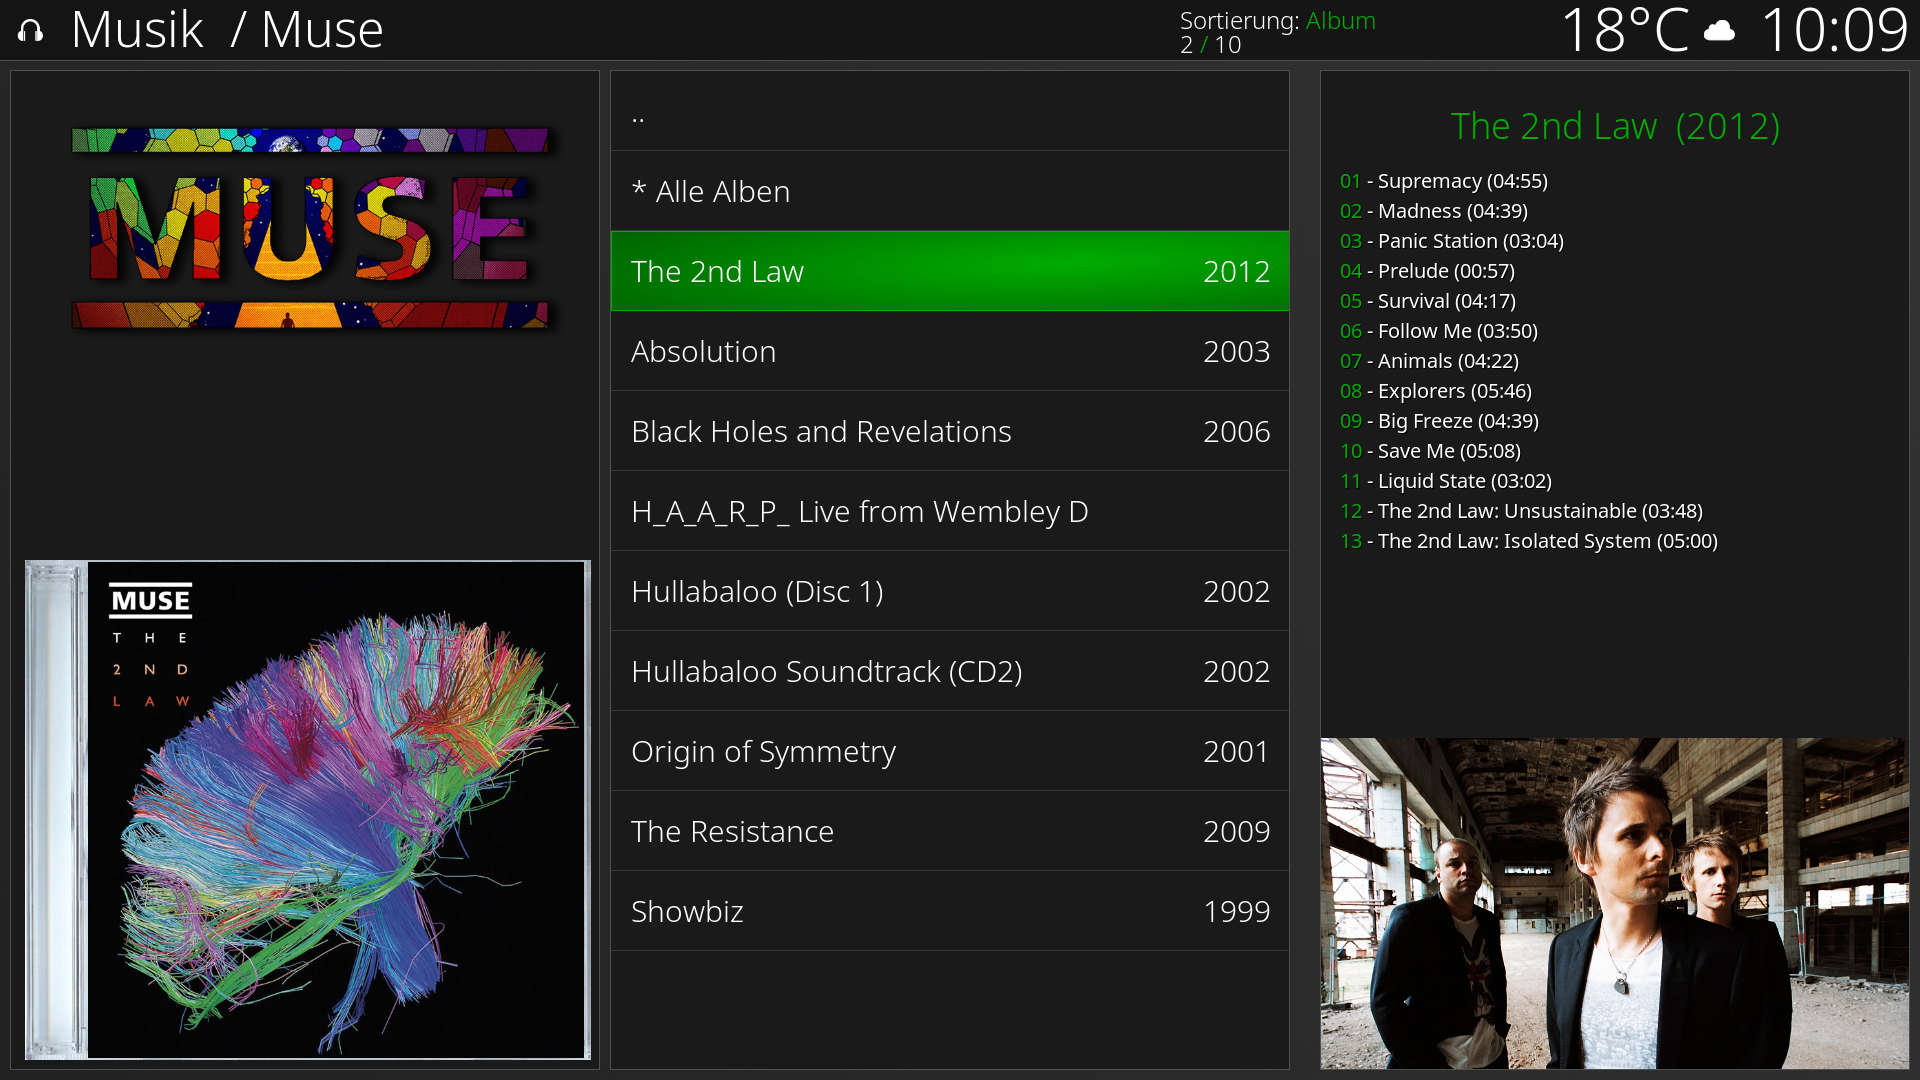 Musik / Muse
Sortierung: Album
2 / 10
18°C 10:09
MUSE
MUSE
THE
2ND
LAW
..
* Alle Alben
The 2nd Law 2012
Absolution 2003
Black Holes and Revelations 2006
H_A_A_R_P_ Live from Wembley D
Hullabaloo (Disc 1) 2002
Hullabaloo Soundtrack (CD2) 2002
Origin of Symmetry 2001
The Resistance 2009
Showbiz 1999
The 2nd Law (2012)
01 - Supremacy (04:55)
02 - Madness (04:39)
03 - Panic Station (03:04)
04 - Prelude (00:57)
05 - Survival (04:17)
06 - Follow Me (03:50)
07 - Animals (04:22)
08 - Explorers (05:46)
09 - Big Freeze (04:39)
10 - Save Me (05:08)
11 - Liquid State (03:02)
12 - The 2nd Law: Unsustainable (03:48)
13 - The 2nd Law: Isolated System (05:00)